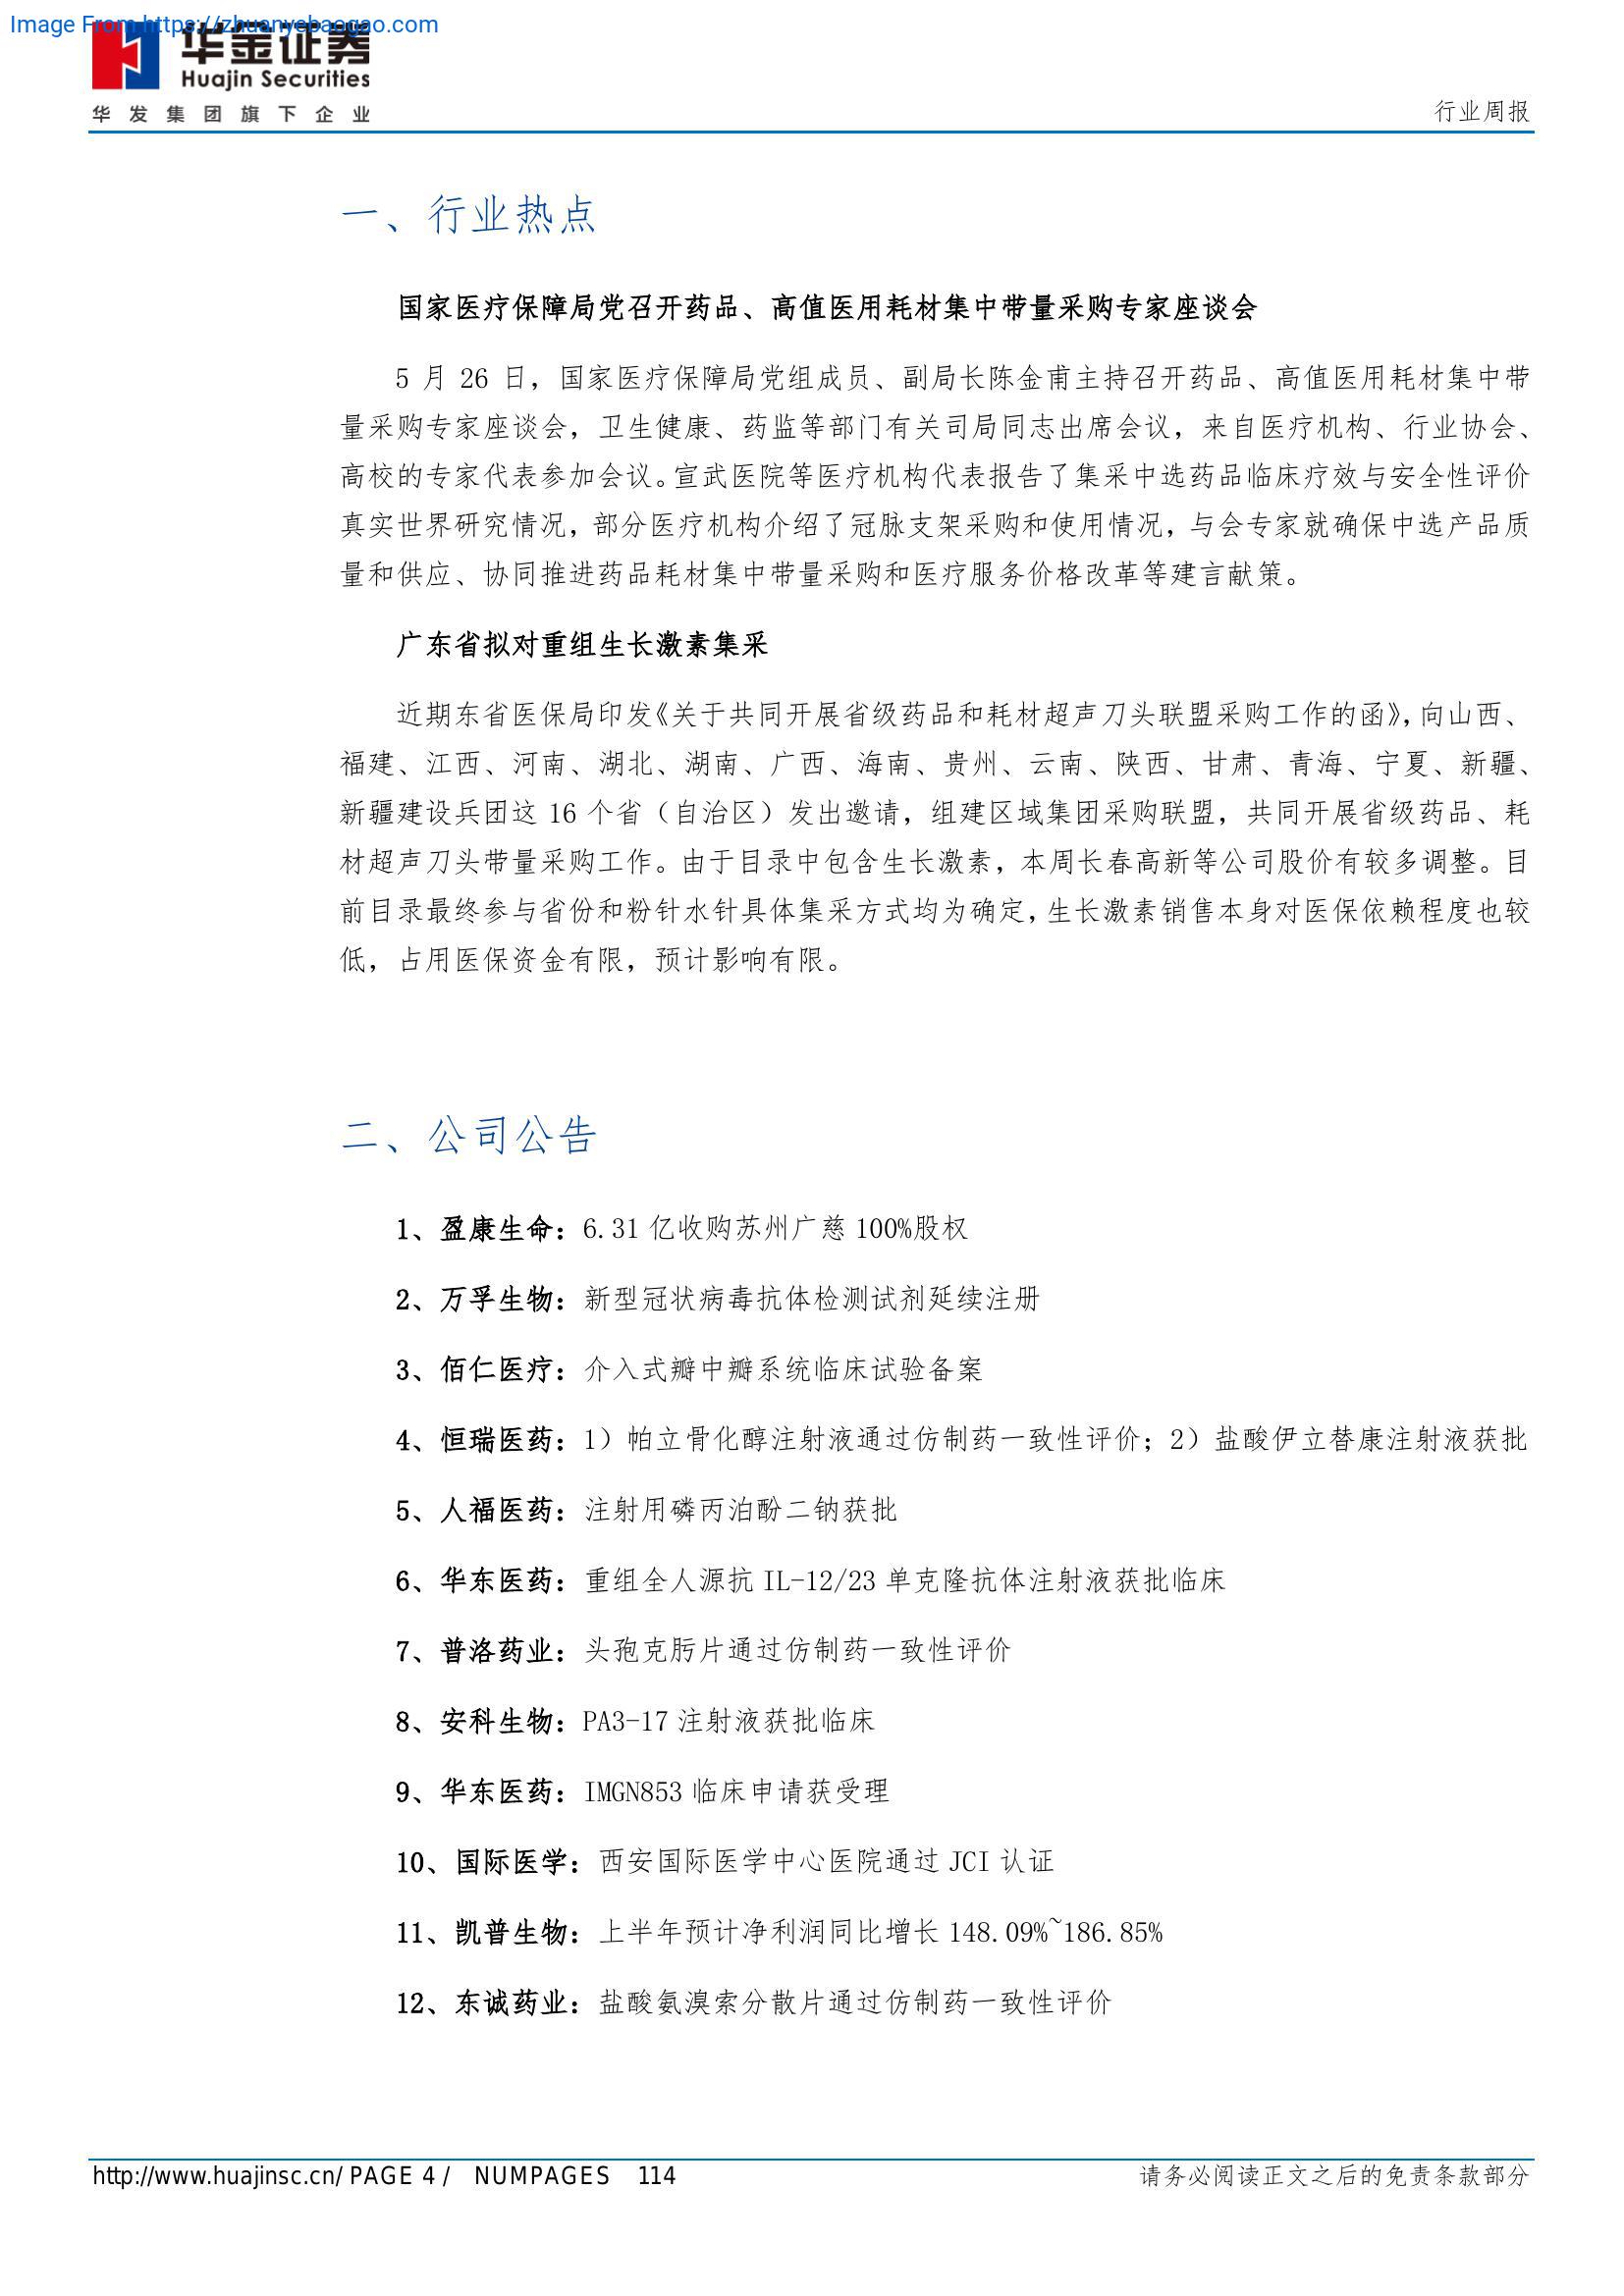 Image From https://zhuanyebaogao.com
华金证券
Huajin Securities
华发集团旗下企业
行业周报
一、行业热点
国家医疗保障局党召开药品、高值医用耗材集中带量采购专家座谈会
5 月 26 日，国家医疗保障局党组成员、副局长陈金甫主持召开药品、高值医用耗材集中带
量采购专家座谈会，卫生健康、药监等部门有关司局同志出席会议，来自医疗机构、行业协会、
高校的专家代表参加会议。宣武医院等医疗机构代表报告了集采中选药品临床疗效与安全性评价
真实世界研究情况，部分医疗机构介绍了冠脉支架采购和使用情况，与会专家就确保中选产品质
量和供应、协同推进药品耗材集中带量采购和医疗服务价格改革等建言献策。
广东省拟对重组生长激素集采
近期东省医保局印发《关于共同开展省级药品和耗材超声刀头联盟采购工作的函》，向山西、
福建、江西、河南、湖北、湖南、广西、海南、贵州、云南、陕西、甘肃、青海、宁夏、新疆、
新疆建设兵团这 16 个省（自治区）发出邀请，组建区域集团采购联盟，共同开展省级药品、耗
材超声刀头带量采购工作。由于目录中包含生长激素，本周长春高新等公司股价有较多调整。目
前目录最终参与省份和粉针水针具体集采方式均为确定，生长激素销售本身对医保依赖程度也较
低，占用医保资金有限，预计影响有限。
二、公司公告
1、盈康生命：6.31 亿收购苏州广慈 100%股权
2、万孚生物：新型冠状病毒抗体检测试剂延续注册
3、佰仁医疗：介入式瓣中瓣系统临床试验备案
4、恒瑞医药：1）帕立骨化醇注射液通过仿制药一致性评价；2）盐酸伊立替康注射液获批
5、人福医药：注射用磷丙泊酚二钠获批
6、华东医药：重组全人源抗 IL-12/23 单克隆抗体注射液获批临床
7、普洛药业：头孢克肟片通过仿制药一致性评价
8、安科生物：PA3-17 注射液获批临床
9、华东医药：IMGN853 临床申请获受理
10、国际医学：西安国际医学中心医院通过 JCI 认证
11、凯普生物：上半年预计净利润同比增长 148.09%~186.85%
12、东诚药业：盐酸氨溴索分散片通过仿制药一致性评价
http://www.huajinsc.cn/ PAGE 4 / NUMPAGES 114
请务必阅读正文之后的免责条款部分